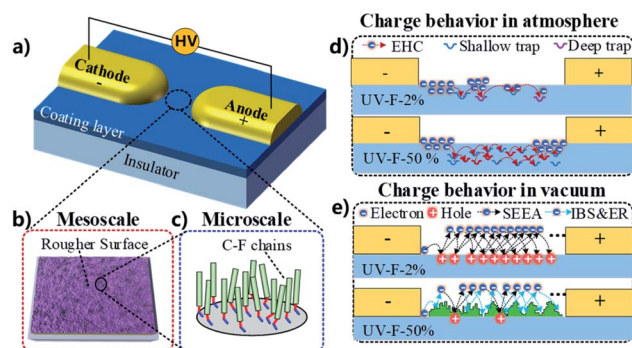 a)
HV
Cathode
-
Anode
+
Coating layer
Insulator
b) Mesoscale
Rougher Surface
c) Microscale
C-F chains
Charge behavior in atmosphere
d) EHC Shallow trap Deep trap
- +
UV-F-2%
- +
UV-F-50 %
Charge behavior in vacuum
e) Electron Hole SEEA IBS&ER
- +
UV-F-2%
- +
UV-F-50%